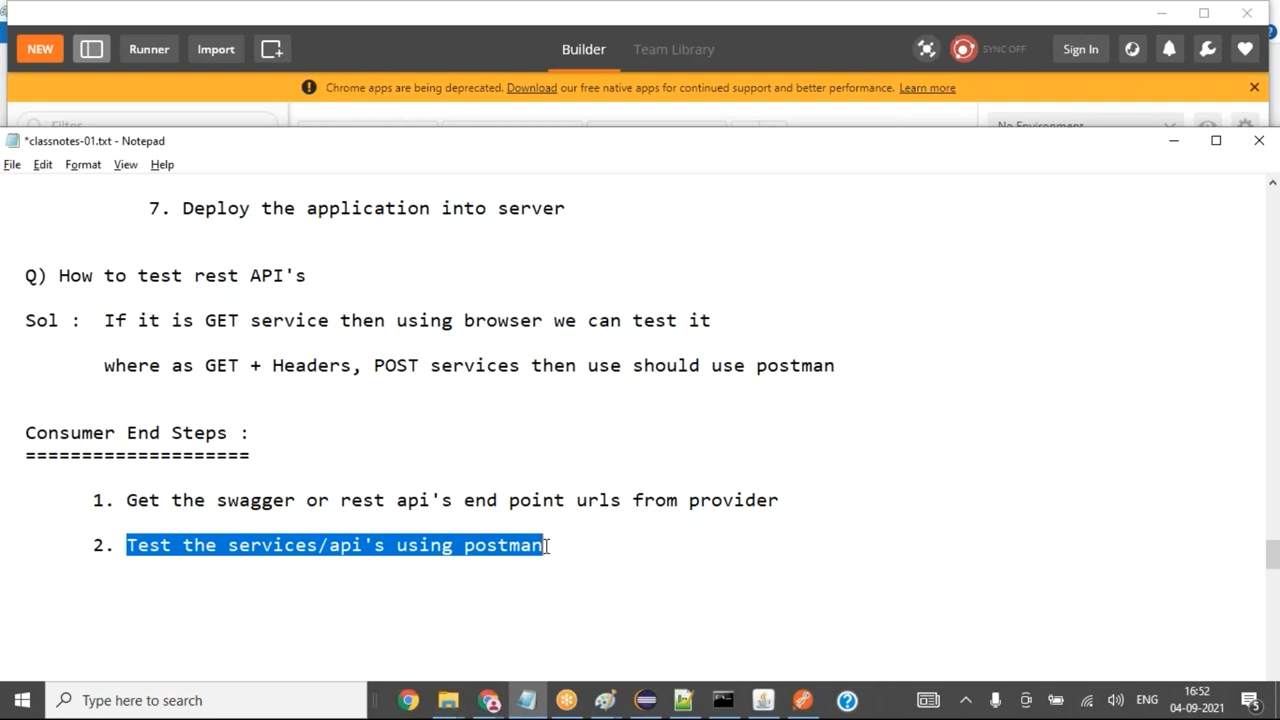 NEW Runner Import Builder Team Library SYNC OFF Sign In
Chrome apps are being deprecated. Download our free native apps for continued support and better performance. Learn more
Filter
No Environment
*classnotes-01.txt - Notepad
File Edit Format View Help
7. Deploy the application into server
Q) How to test rest API's
Sol : If it is GET service then using browser we can test it
where as GET + Headers, POST services then use should use postman
Consumer End Steps :
====================
1. Get the swagger or rest api's end point urls from provider
2. Test the services/api's using postman
Type here to search
ENG
16:52
04-09-2021
5